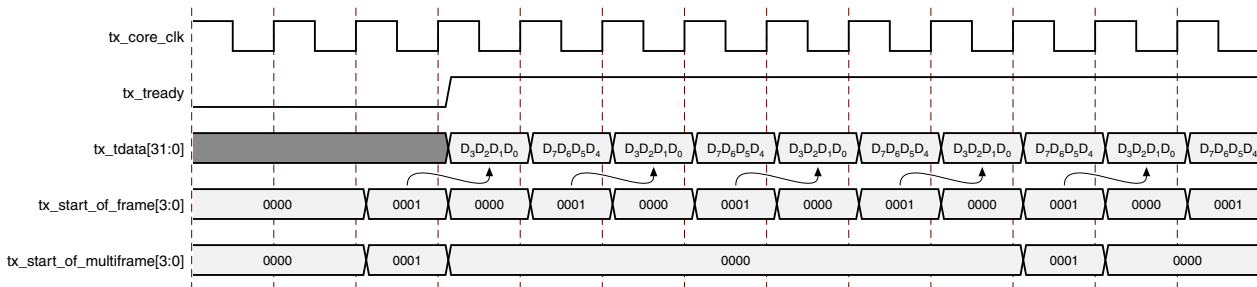 tx_core_clk
tx_tready
tx_tdata[31:0] D₃D₂D₁D₀ D₇D₆D₅D₄ D₃D₂D₁D₀ D₇D₆D₅D₄ D₃D₂D₁D₀ D₇D₆D₅D₄ D₃D₂D₁D₀ D₇D₆D₅D₄ D₃D₂D₁D₀ D₇D₆D₅D₄
tx_start_of_frame[3:0] 0000 0001 0000 0001 0000 0001 0000 0001 0000 0001 0000 0001
tx_start_of_multiframe[3:0] 0000 0001 0000 0001 0000